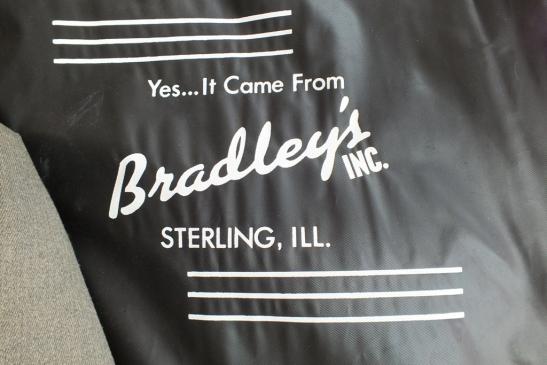 Yes...It Came From
Bradley's INC.
STERLING, ILL.